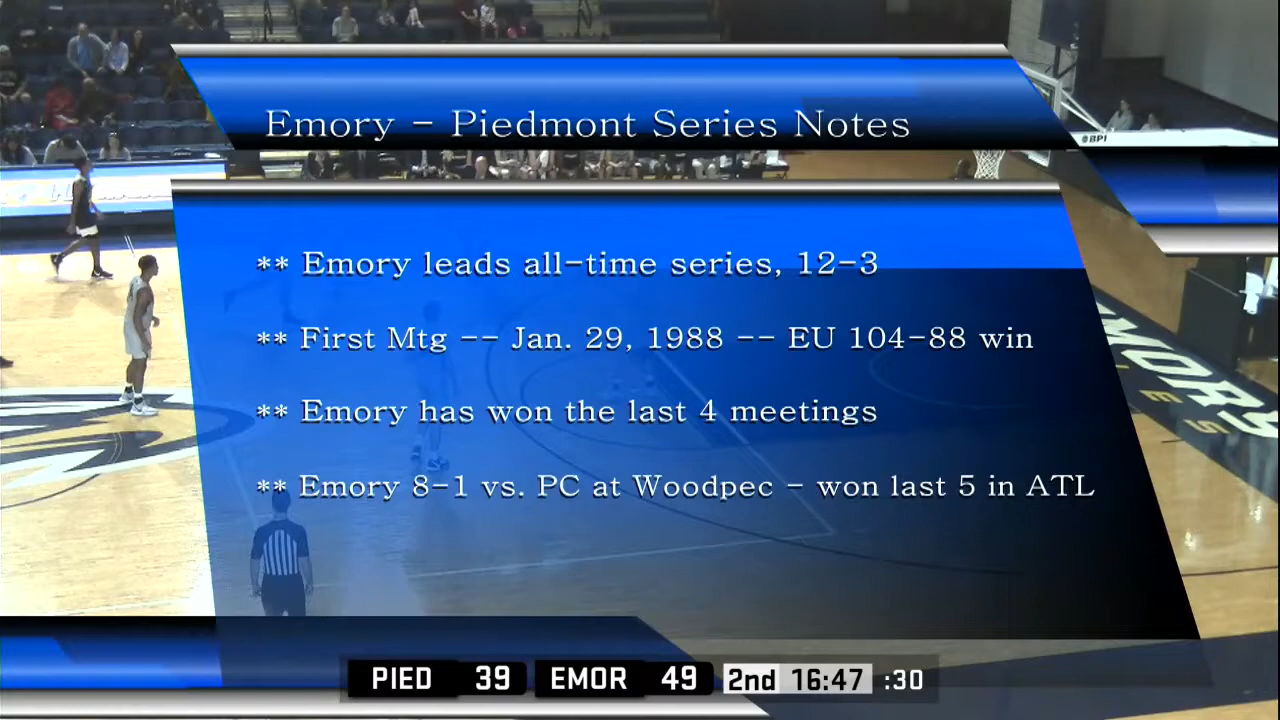 Emory - Piedmont Series Notes
BPI
** Emory leads all-time series, 12-3
** First Mtg -- Jan. 29, 1988 -- EU 104-88 win
** Emory has won the last 4 meetings
** Emory 8-1 vs. PC at Woodpec - won last 5 in ATL
PIED 39 EMOR 49 2nd 16:47 :30